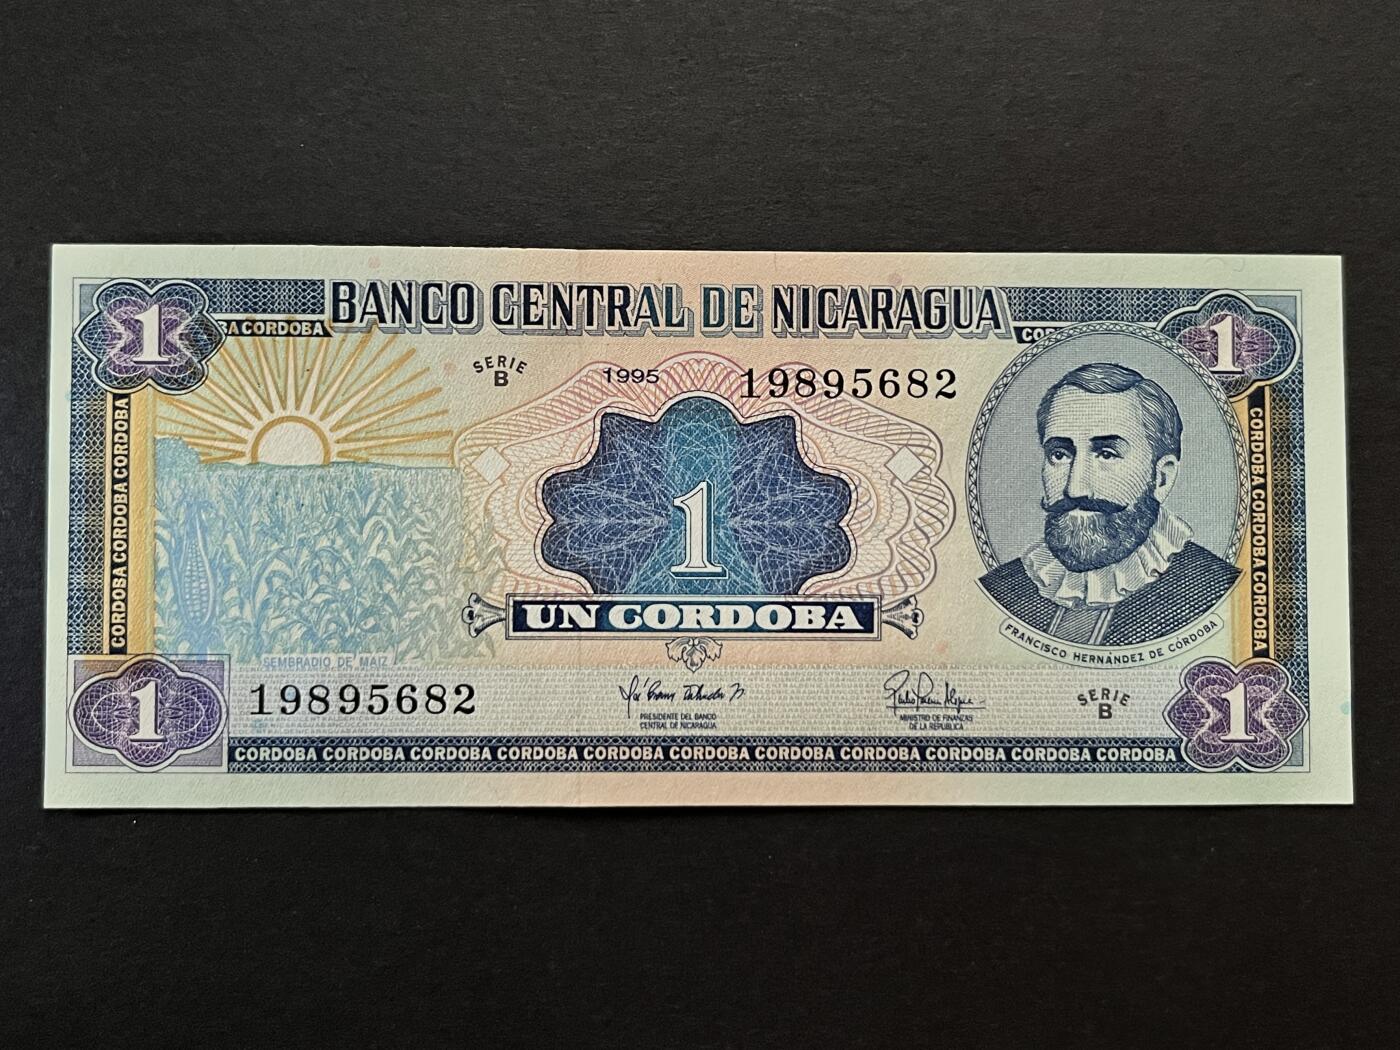 BANCO CENTRAL DE NICARAGUA
1
1
CORDOBA
SERIE
B
1995
19895682
1
UN CORDOBA
FRANCISCO HERNÁNDEZ DE CÓRDOBA
CORDOBA CORDOBA CORDOBA
CORDOBA CORDOBA CORDOBA
SEMBRADIO DE MAIZ
1
19895682
PRESIDENTE DEL BANCO
CENTRAL DE NICARAGUA
MINISTRO DE FINANZAS
DE LA REPUBLICA
SERIE
B
1
CORDOBA CORDOBA CORDOBA CORDOBA CORDOBA CORDOBA CORDOBA CORDOBA CORDOBA CORDOBA CORDOBA